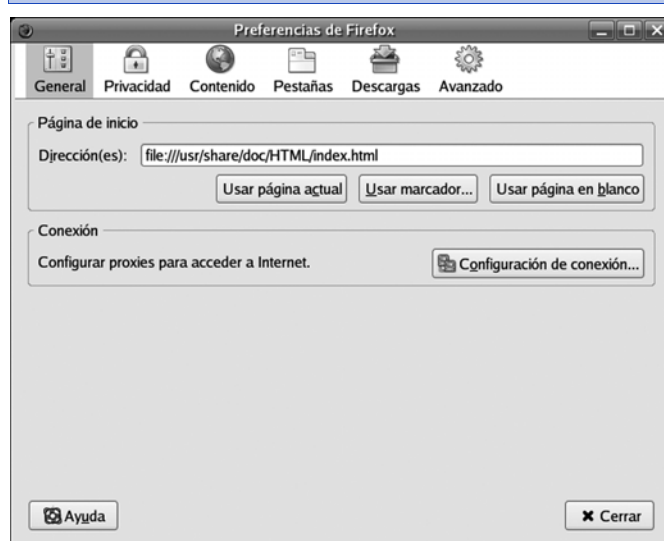 Preferencias de Firefox
General Privacidad Contenido Pestañas Descargas Avanzado
Página de inicio
Dirección(es): file:///usr/share/doc/HTML/index.html
Usar página actual Usar marcador... Usar página en blanco
Conexión
Configurar proxies para acceder a Internet. Configuración de conexión...
Ayuda Cerrar